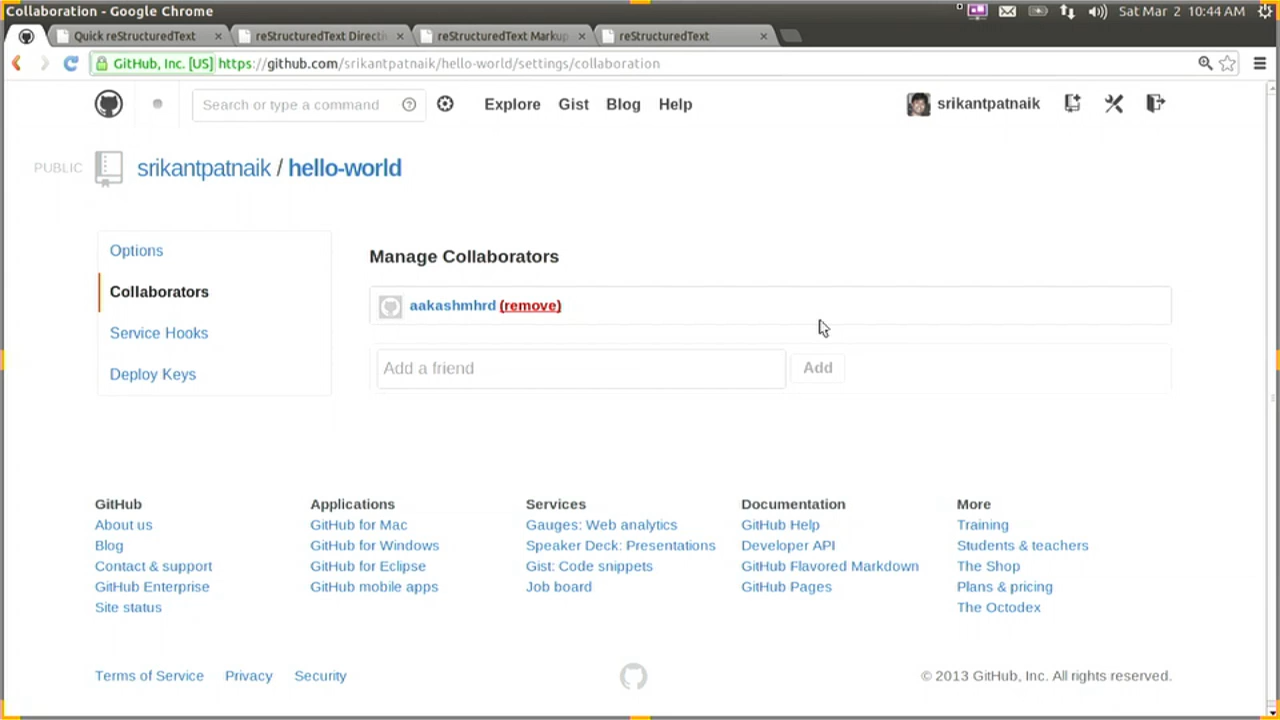 Collaboration - Google Chrome
Sat Mar 2 10:44 AM
Quick reStructuredText
reStructuredText Directi
reStructuredText Markup
reStructuredText
GitHub, Inc. [US] https://github.com/srikantpatnaik/hello-world/settings/collaboration
Search or type a command
Explore Gist Blog Help
srikantpatnaik
PUBLIC srikantpatnaik / hello-world
Options
Collaborators
Service Hooks
Deploy Keys
Manage Collaborators
aakashmhrd (remove)
Add a friend
Add
GitHub
About us
Blog
Contact & support
GitHub Enterprise
Site status
Applications
GitHub for Mac
GitHub for Windows
GitHub for Eclipse
GitHub mobile apps
Services
Gauges: Web analytics
Speaker Deck: Presentations
Gist: Code snippets
Job board
Documentation
GitHub Help
Developer API
GitHub Flavored Markdown
GitHub Pages
More
Training
Students & teachers
The Shop
Plans & pricing
The Octodex
Terms of Service Privacy Security
© 2013 GitHub, Inc. All rights reserved.